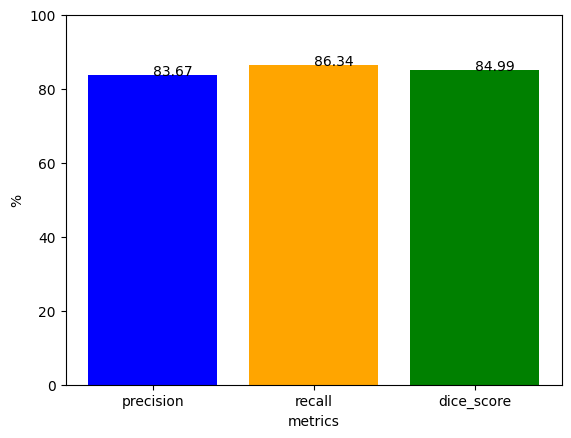 100
80
60
40
20
0
%
83.67
86.34
84.99
precision
recall
dice_score
metrics